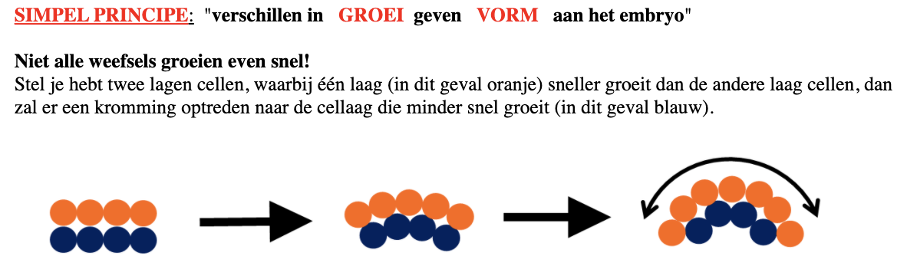 SIMPEL PRINCIPE: "verschillen in GROEI geven VORM aan het embryo"
Niet alle weefsels groeien even snel!
Stel je hebt twee lagen cellen, waarbij één laag (in dit geval oranje) sneller groeit dan de andere laag cellen, dan
zal er een kromming optreden naar de cellaag die minder snel groeit (in dit geval blauw).